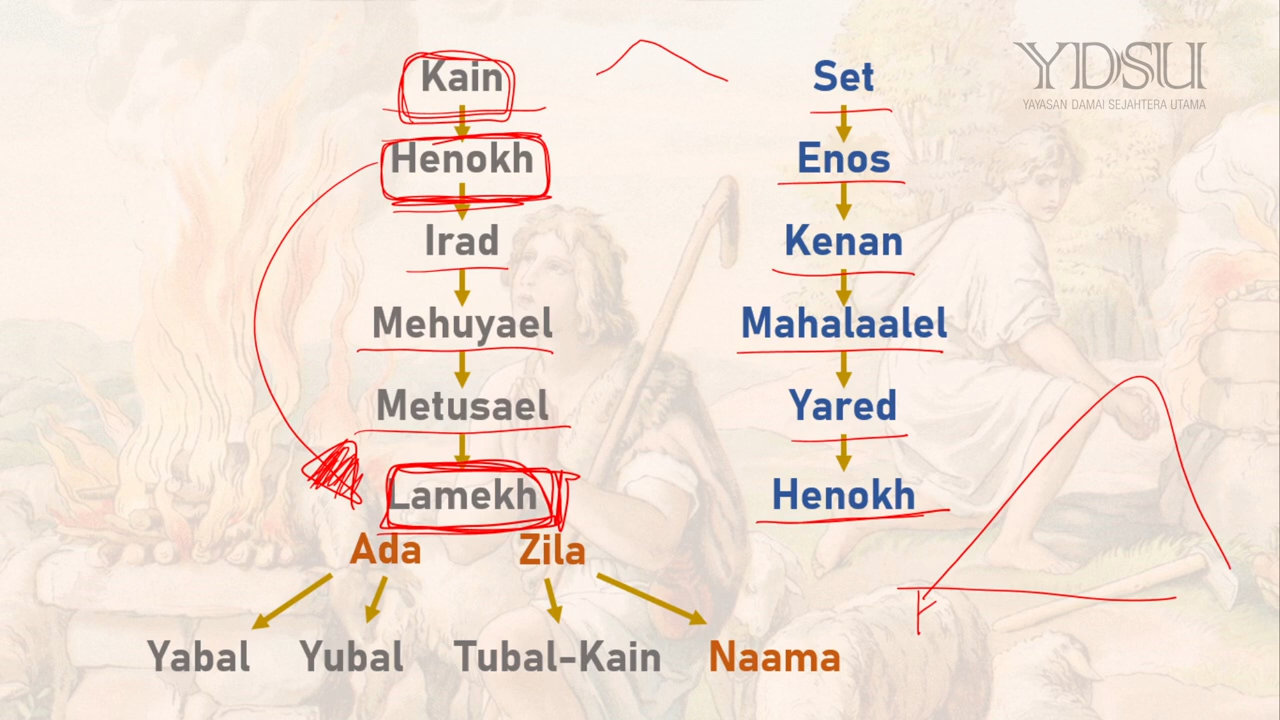 Kain
Henokh
Irad
Mehuyael
Metusael
Lamekh
Ada Zila
Yabal Yubal Tubal-Kain Naama
Set
Enos
Kenan
Mahalaalel
Yared
Henokh
YDSU
YAYASAN DAMAI SEJAHTERA UTAMA